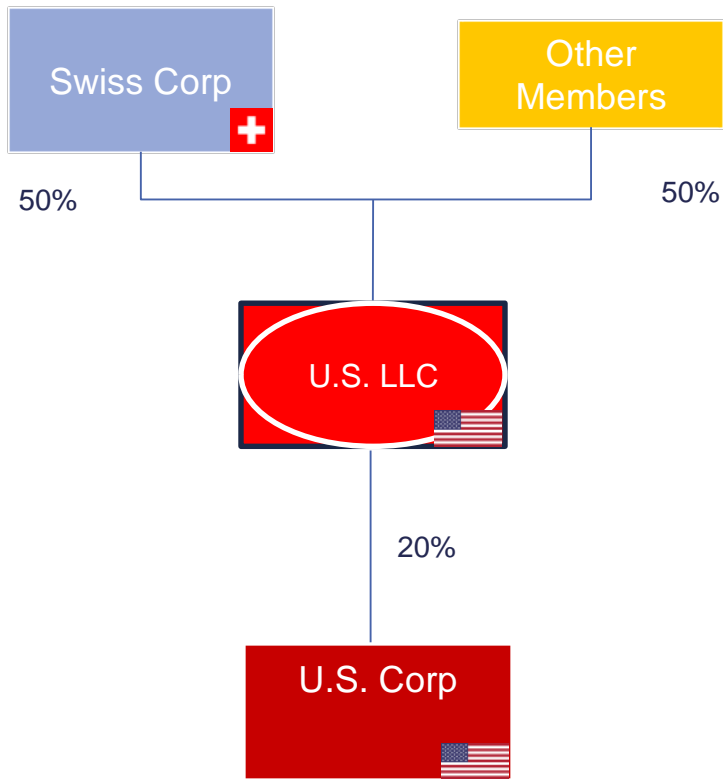 Swiss Corp
Other
Members
50%
50%
U.S. LLC
20%
U.S. Corp